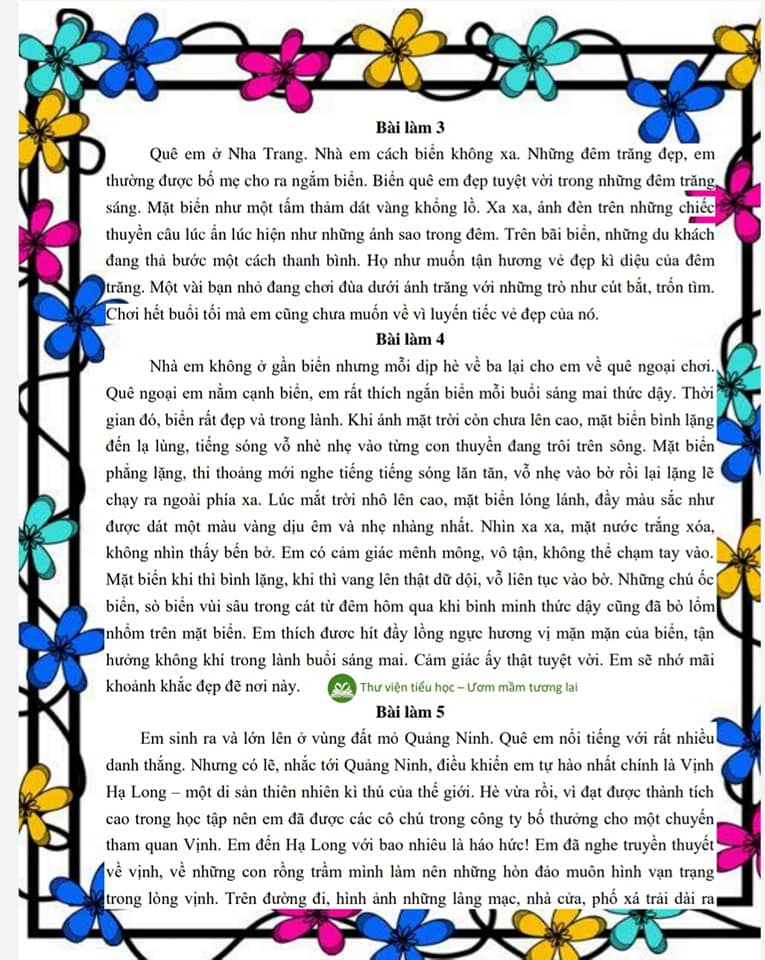 Bài làm 3
Quê em ở Nha Trang. Nhà em cách biển không xa. Những đêm trăng đẹp, em
thường được bố mẹ cho ra ngắm biển. Biển quê em đẹp tuyệt vời trong những đêm trăng
sáng. Mặt biển như một tấm thảm dát vàng khổng lồ. Xa xa, ánh đèn trên những chiếc
thuyền câu lúc ẩn lúc hiện như những ánh sao trong đêm. Trên bãi biển, những du khách
đang thả bước một cách thanh bình. Họ như muốn tận hương vẻ đẹp kì diệu của đêm
trăng. Một vài bạn nhỏ đang chơi đùa dưới ánh trăng với những trò như cút bắt, trốn tìm.
Chơi hết buổi tối mà em cũng chưa muốn về vì luyến tiếc vẻ đẹp của nó.
Bài làm 4
Nhà em không ở gần biển nhưng mỗi dịp hè về ba lại cho em về quê ngoại chơi.
Quê ngoại em nằm cạnh biển, em rất thích ngắn biển mỗi buổi sáng mai thức dậy. Thời
gian đó, biển rất đẹp và trong lành. Khi ánh mặt trời còn chưa lên cao, mặt biển bình lặng
đến lạ lùng, tiếng sóng vỗ nhè nhẹ vào từng con thuyền đang trôi trên sông. Mặt biển
phẳng lặng, thi thoảng mới nghe tiếng tiếng sóng lăn tăn, vỗ nhẹ vào bờ rồi lại lặng lẽ
chạy ra ngoài phía xa. Lúc mắt trời nhô lên cao, mặt biển lóng lánh, đầy màu sắc như
được dát một màu vàng dịu êm và nhẹ nhàng nhất. Nhìn xa xa, mặt nước trắng xóa,
không nhìn thấy bến bở. Em có cảm giác mênh mông, vô tận, không thể chạm tay vào.
Mặt biển khi thì bình lặng, khi thì vang lên thật dữ dội, vỗ liên tục vào bờ. Những chú ốc
biển, sò biển vùi sâu trong cát từ đêm hôm qua khi bình minh thức dậy cũng đã bò lổm
nhổm trên mặt biển. Em thích đươc hít đầy lồng ngực hương vị mặn mặn của biển, tận
hưởng không khí trong lành buổi sáng mai. Cảm giác ấy thật tuyệt vời. Em sẽ nhớ mãi
khoảnh khắc đẹp đẽ nơi này. Thư viện tiểu học – Ươm mầm tương lai
Bài làm 5
Em sinh ra và lớn lên ở vùng đất mỏ Quảng Ninh. Quê em nổi tiếng với rất nhiều
danh thắng. Nhưng có lẽ, nhắc tới Quảng Ninh, điều khiến em tự hào nhất chính là Vịnh
Hạ Long – một di sản thiên nhiên kì thú của thế giới. Hè vừa rồi, vì đạt được thành tích
cao trong học tập nên em đã được các cô chú trong công ty bố thưởng cho một chuyến
tham quan Vịnh. Em đến Hạ Long với bao nhiêu là háo hức! Em đã nghe truyền thuyết
về vịnh, về những con rồng trầm mình làm nên những hòn đảo muôn hình vạn trạng
trong lòng vịnh. Trên đường đi, hình ảnh những làng mạc, nhà cửa, phố xá trải dài ra